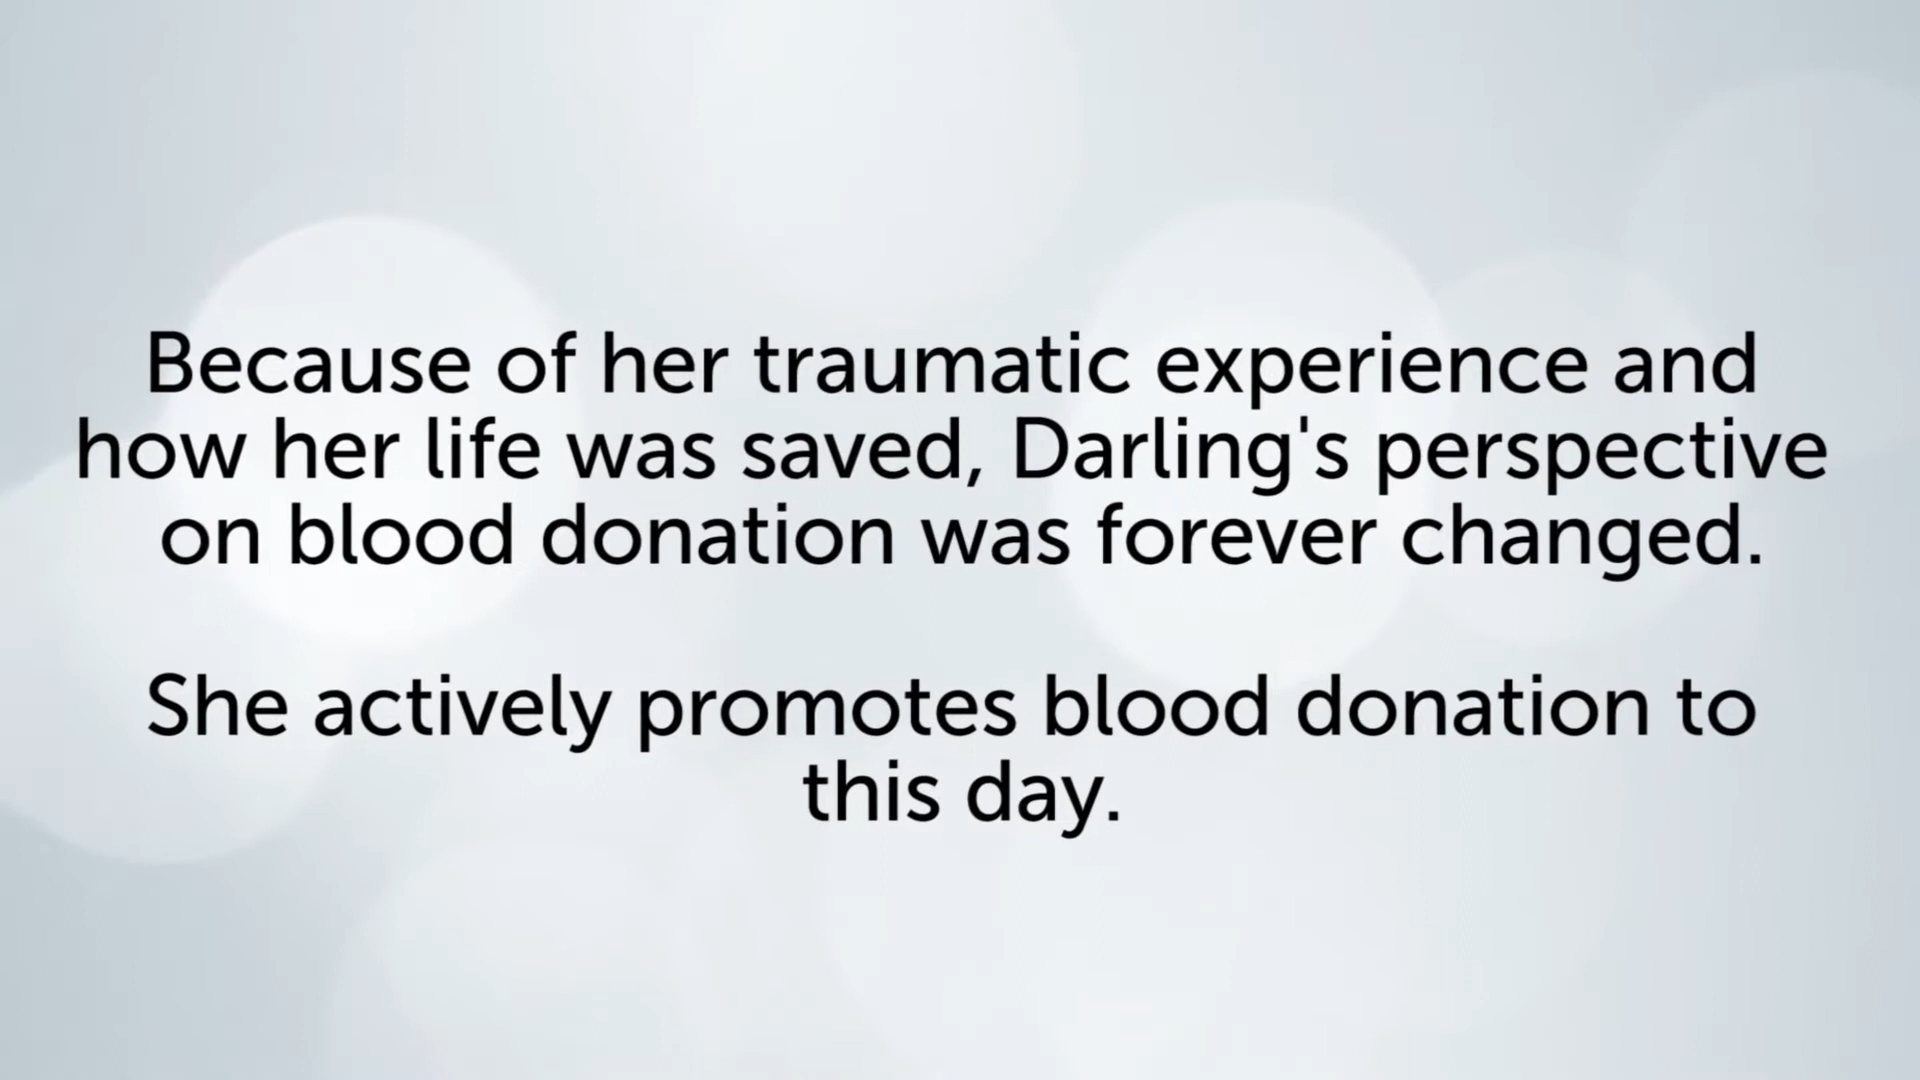 Because of her traumatic experience and
how her life was saved, Darling's perspective
on blood donation was forever changed.
She actively promotes blood donation to
this day.